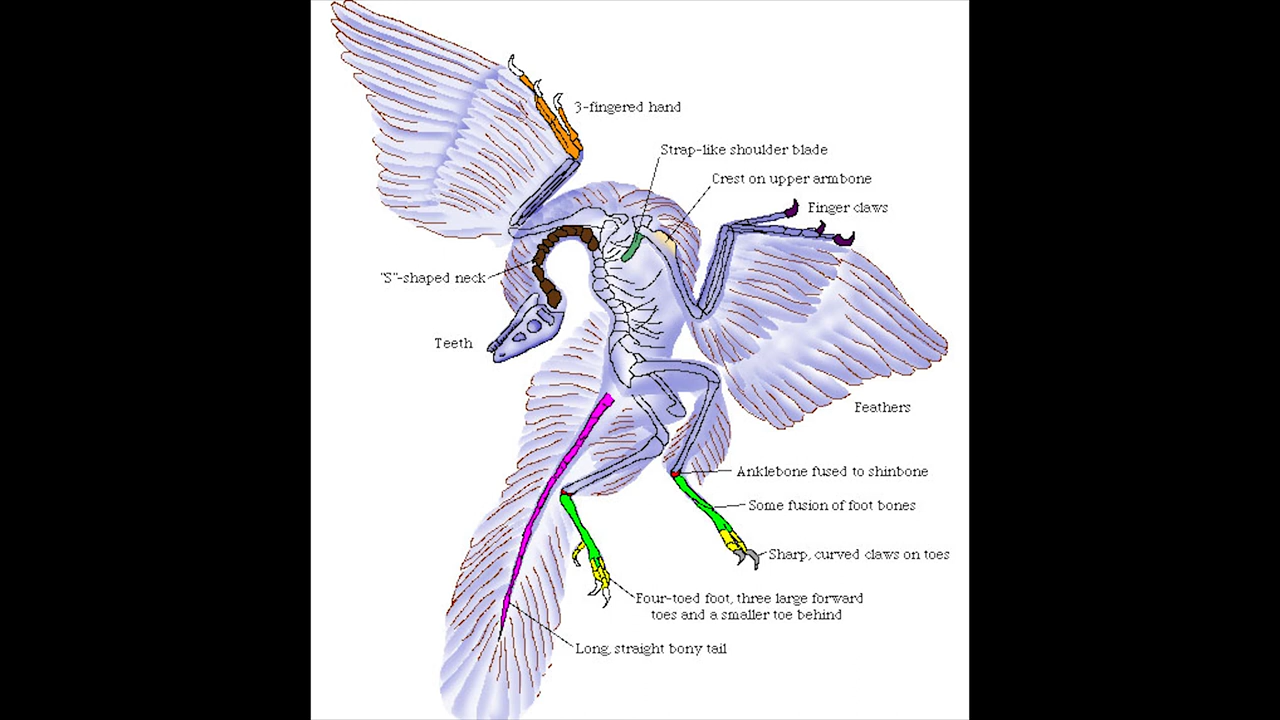 3-fingered hand
Strap-like shoulder blade
Crest on upper armbone
Finger claws
"S"-shaped neck
Teeth
Feathers
Anklebone fused to shinbone
Some fusion of foot bones
Sharp, curved claws on toes
Four-toed foot, three large forward
toes and a smaller toe behind
Long, straight bony tail